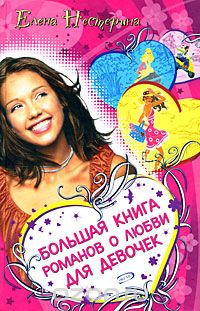 Елена Нестерина
БОЛЬШАЯ КНИГА
РОМАНОВ О ЛЮБВИ
ДЛЯ ДЕВОЧЕК